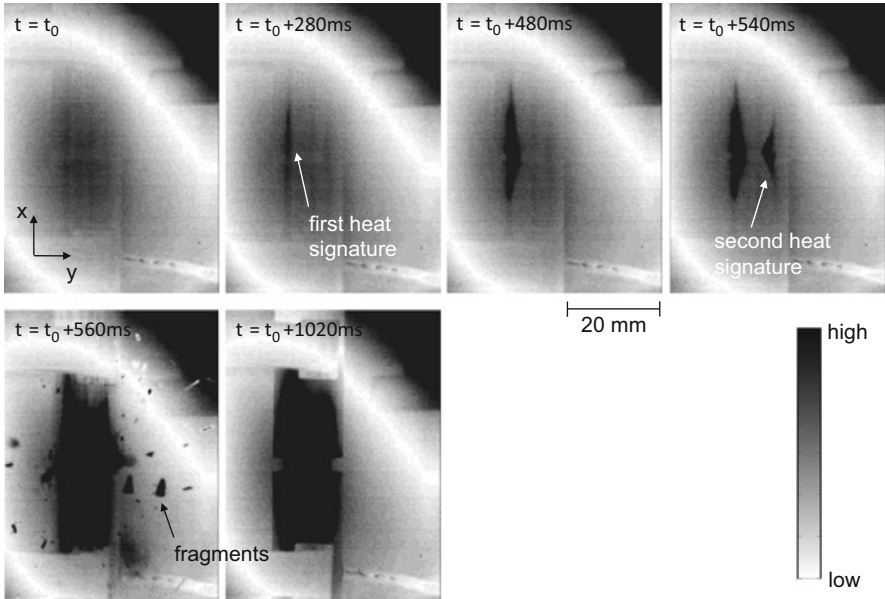 t = t0
t = t0 +280ms
t = t0 +480ms
t = t0 +540ms
x
y
first heat
signature
second heat
signature
20 mm
t = t0 +560ms
t = t0 +1020ms
fragments
high
low